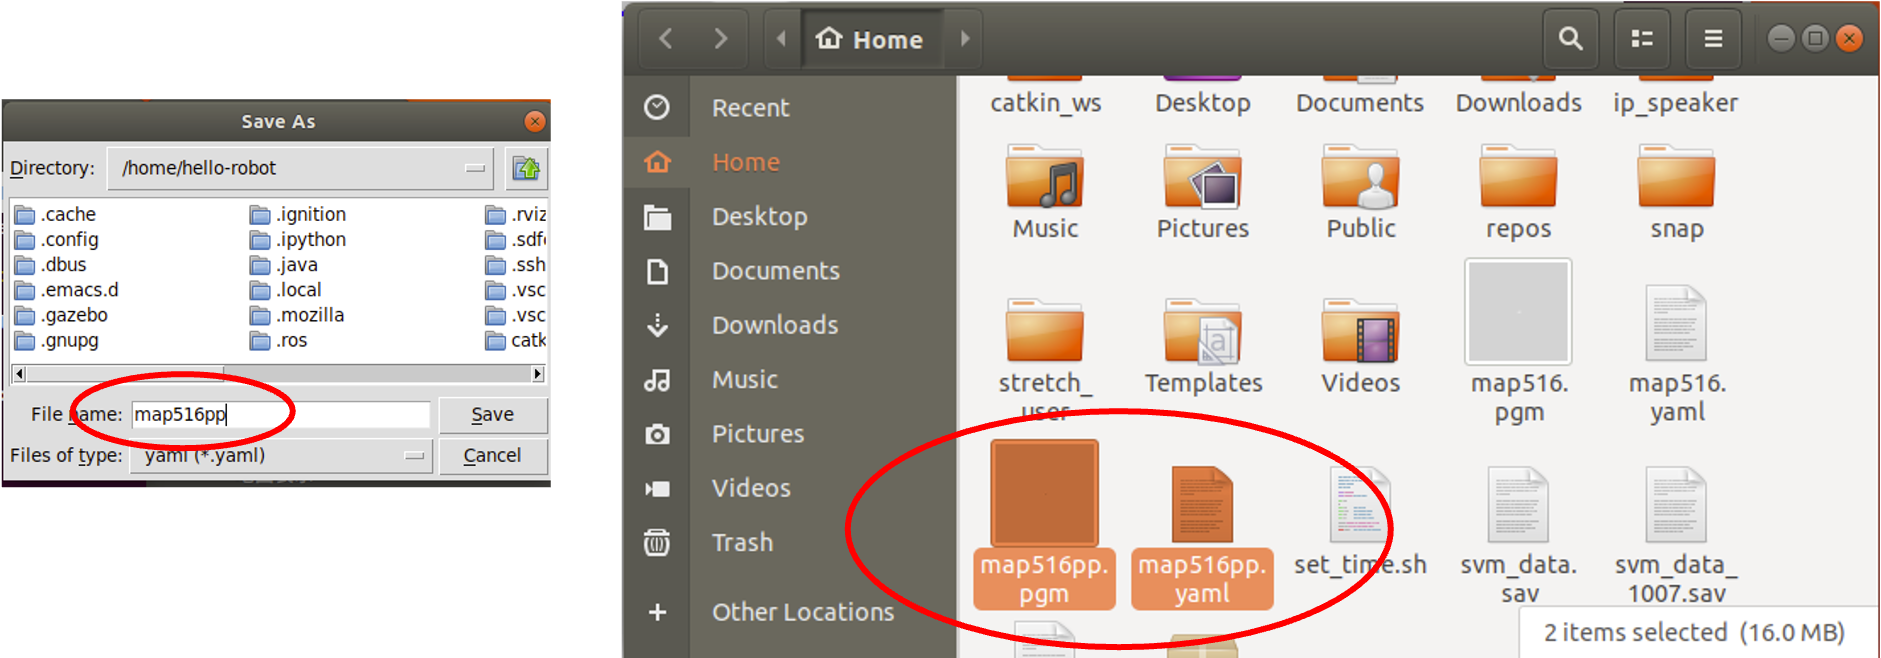 Save As
Directory: /home/hello-robot
.cache .ignition .rviz
.config .ipython .sdf
.dbus .java .ssh
.emacs.d .local .vsc
.gazebo .mozilla .vsc
.gnupg .ros catk
File name: map516pp Save
Files of type: yaml (*.yaml) Cancel
Home
Recent
Home
Desktop
Documents
Downloads
Music
Pictures
Videos
Trash
Other Locations
catkin_ws Desktop Documents Downloads ip_speaker
Music Pictures Public repos snap
stretch_ Templates Videos map516. map516.
user pgm yaml
map516pp. map516pp. set_time.sh svm_data. svm_data_
pgm yaml sav 1007.sav
2 items selected (16.0 MB)